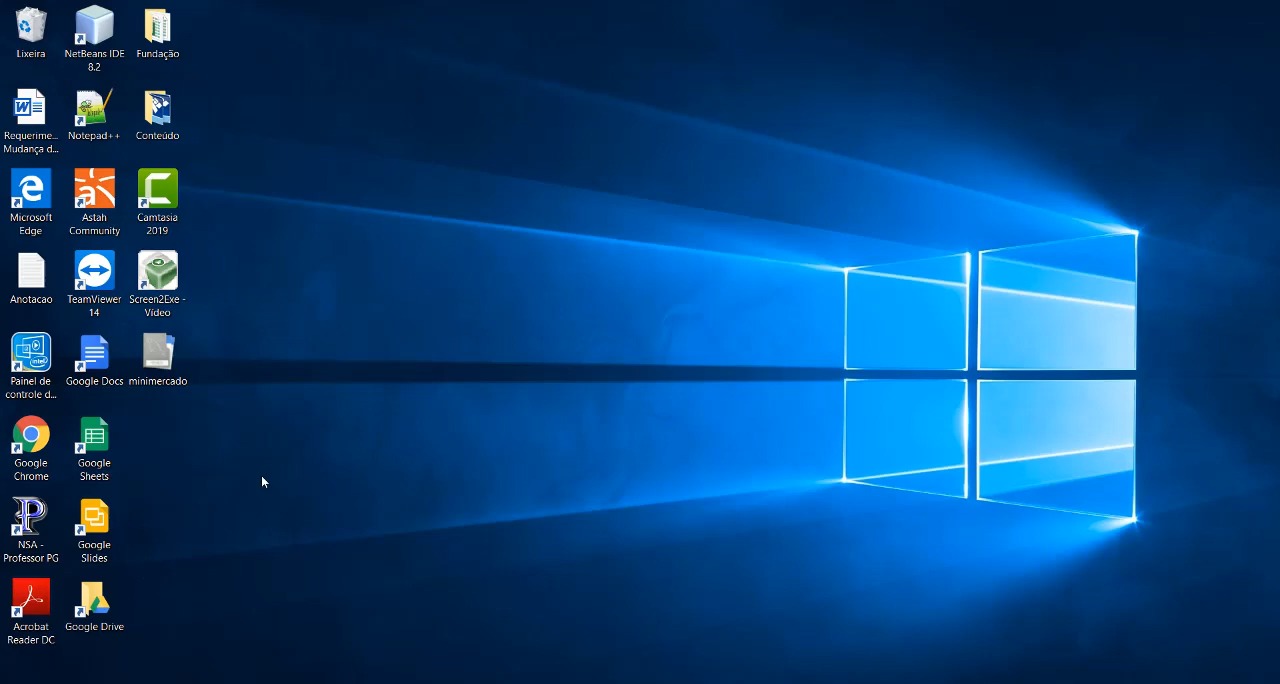 Lixeira
NetBeans IDE
8.2
Fundação
Requerime...
Mudança d...
Notepad++
Conteúdo
Microsoft
Edge
Astah
Community
Camtasia
2019
Anotacao
TeamViewer
14
Screen2Exe -
Vídeo
Painel de
controle d...
Google Docs
minimercado
Google
Chrome
Google
Sheets
NSA -
Professor PG
Google
Slides
Acrobat
Reader DC
Google Drive